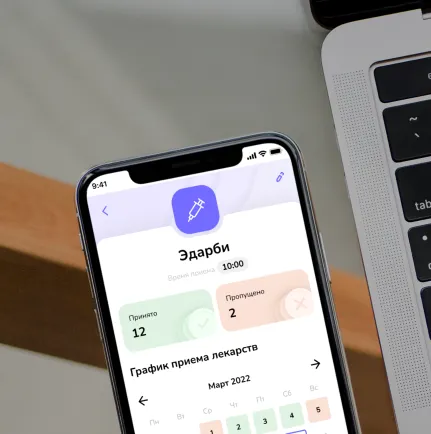 9:41
Эдарби
Время приема 10:00
Принято
12
Пропущено
2
График приема лекарств
Март 2022
Пн Вт Ср Чт Пт Сб Вс
1 2 3 4 5
~
`
tab